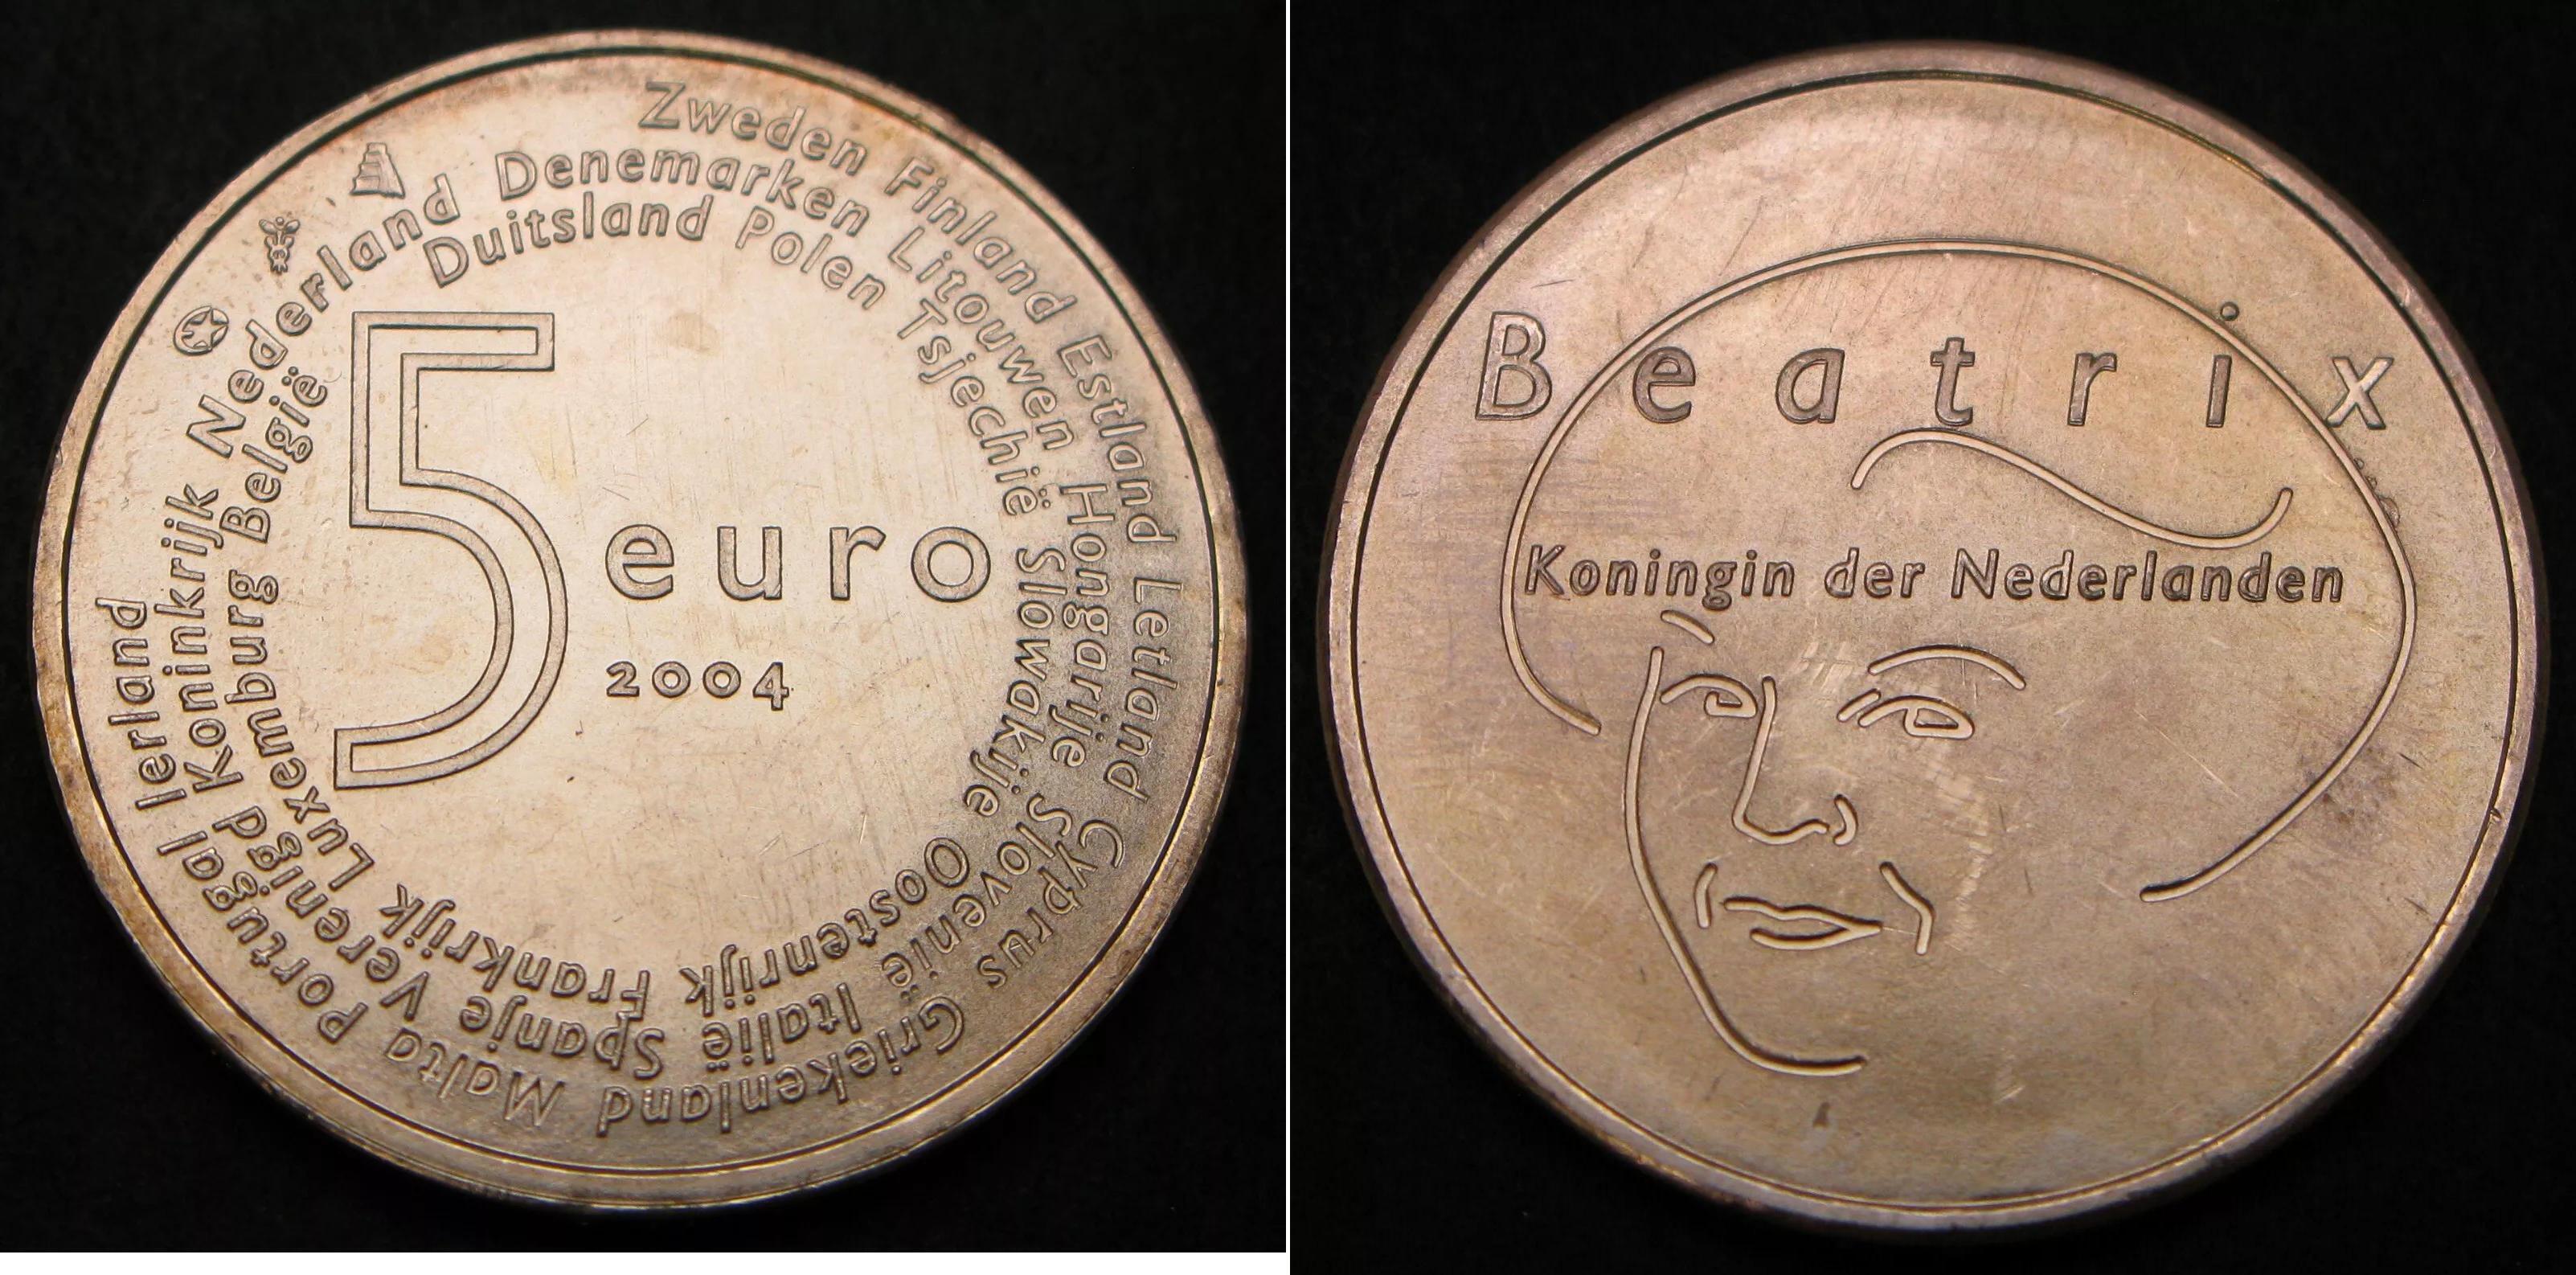 Zweden Finland Estland Letland Cyprus Griekenland Malta Portugal Ierland
Nederland Denemarken Litouwen Hongarije Slovenië Italië Spanje Verenigd Koninkrijk
Duitsland Polen Tsjechië Slowakije Oostenrijk Frankrijk Luxemburg België
5 euro
2004
Beatrix
Koningin der Nederlanden